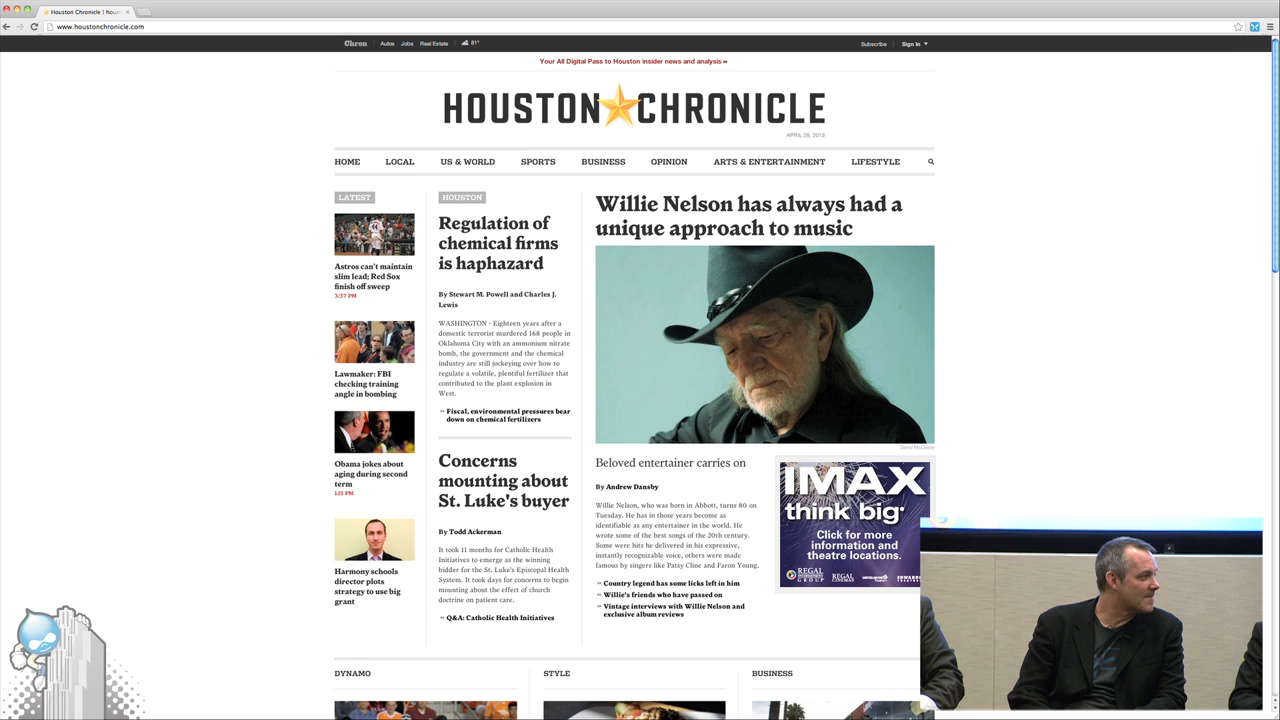 Houston Chronicle | hous
www.houstonchronicle.com
Chron
Autos
Jobs
Real Estate
81°
Subscribe
Sign In
Your All Digital Pass to Houston insider news and analysis »
HOUSTON CHRONICLE
APRIL 28, 2013
HOME
LOCAL
US & WORLD
SPORTS
BUSINESS
OPINION
ARTS & ENTERTAINMENT
LIFESTYLE
LATEST
Astros can't maintain
slim lead; Red Sox
finish off sweep
3:37 PM
Lawmaker: FBI
checking training
angle in bombing
Obama jokes about
aging during second
term
1:15 PM
Harmony schools
director plots
strategy to use big
grant
HOUSTON
Regulation of
chemical firms
is haphazard
By Stewart M. Powell and Charles J.
Lewis
WASHINGTON - Eighteen years after a
domestic terrorist murdered 168 people in
Oklahoma City with an ammonium nitrate
bomb, the government and the chemical
industry are still jockeying over how to
regulate a volatile, plentiful fertilizer that
contributed to the plant explosion in
West.
» Fiscal, environmental pressures bear
down on chemical fertilizers
Concerns
mounting about
St. Luke's buyer
By Todd Ackerman
It took 11 months for Catholic Health
Initiatives to emerge as the winning
bidder for the St. Luke's Episcopal Health
System. It took days for concerns to begin
mounting about the effect of church
doctrine on patient care.
» Q&A: Catholic Health Initiatives
Willie Nelson has always had a
unique approach to music
Beloved entertainer carries on
By Andrew Dansby
Willie Nelson, who was born in Abbott, turns 80 on
Tuesday. He has in those years become as
identifiable as any entertainer in the world. He
wrote some of the best songs of the 20th century.
Some were hits he delivered in his expressive,
instantly recognizable voice, others were made
famous by singers like Patsy Cline and Faron Young.
» Country legend has some licks left in him
» Willie's friends who have passed on
» Vintage interviews with Willie Nelson and
exclusive album reviews
IMAX
think big
Click for more
information and
theatre locations.
REGAL
ENTERTAINMENT
GROUP
REGAL
CINEMAS
DYNAMO
STYLE
BUSINESS